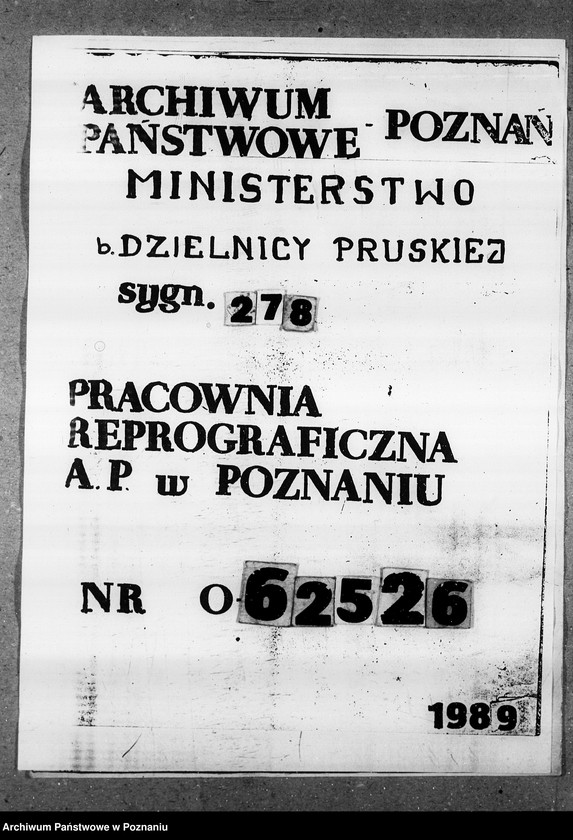 ARCHIWUM
PAŃSTWOWE - POZNAŃ
MINISTERSTWO
b. DZIELNICY PRUSKIEJ
sygn. 278
PRACOWNIA
REPROGRAFICZNA
A.P. w POZNANIU
NR O-62526
1989
Archiwum Państwowe w Poznaniu